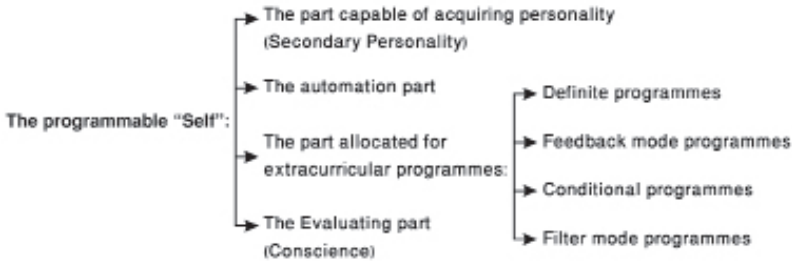 The programmable "Self":
The part capable of acquiring personality
(Secondary Personality)
The automation part
The part allocated for
extracurricular programmes:
The Evaluating part
(Conscience)
Definite programmes
Feedback mode programmes
Conditional programmes
Filter mode programmes